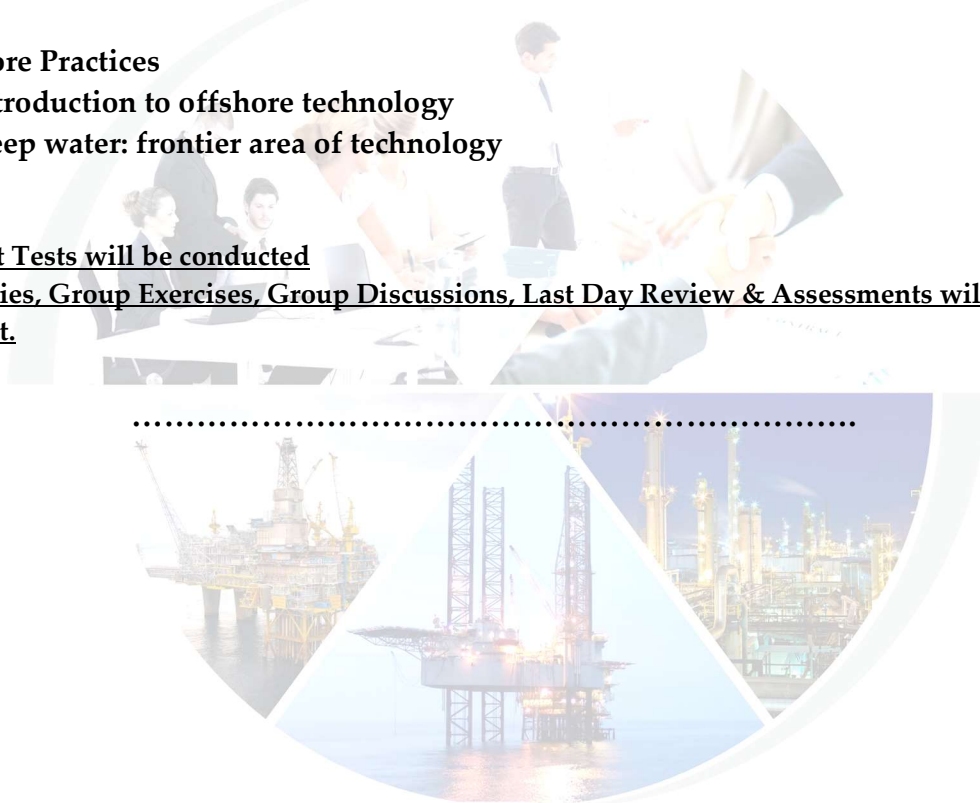 ore Practices
troduction to offshore technology
eep water: frontier area of technology
t Tests will be conducted
ies, Group Exercises, Group Discussions, Last Day Review & Assessments wil
t.
……………………………………………………………….